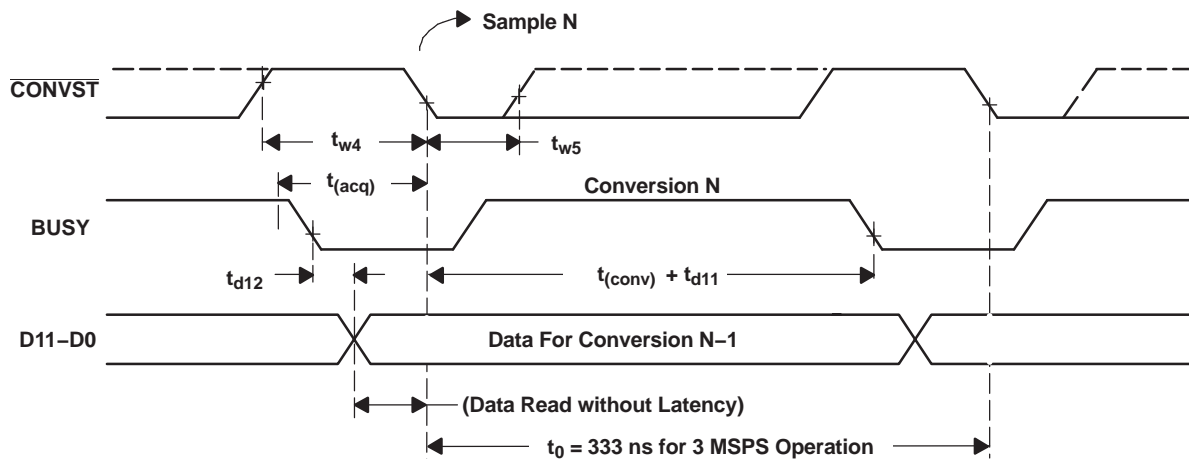 Sample N
CONVST
tw4
tw5
t(acq)
Conversion N
BUSY
td12
t(conv) + td11
D11–D0
Data For Conversion N–1
(Data Read without Latency)
t0 = 333 ns for 3 MSPS Operation